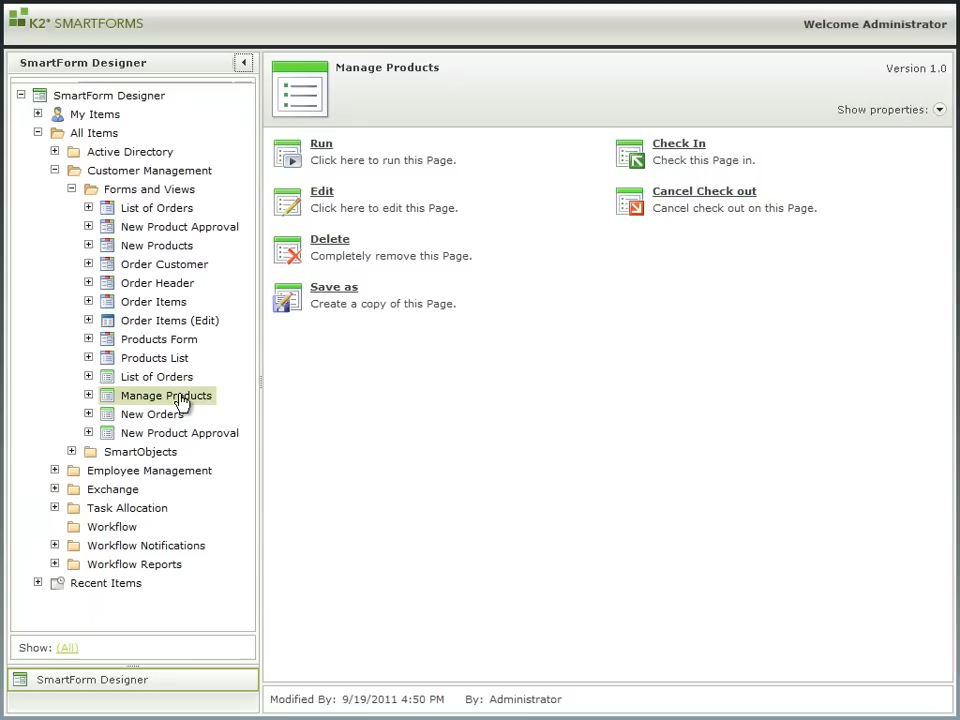 K2® SMARTFORMS
Welcome Administrator
SmartForm Designer
SmartForm Designer
My Items
All Items
Active Directory
Customer Management
Forms and Views
List of Orders
New Product Approval
New Products
Order Customer
Order Header
Order Items
Order Items (Edit)
Products Form
Products List
List of Orders
Manage Products
New Orders
New Product Approval
SmartObjects
Employee Management
Exchange
Task Allocation
Workflow
Workflow Notifications
Workflow Reports
Recent Items
Show: (All)
SmartForm Designer
Manage Products
Version 1.0
Show properties:
Run
Click here to run this Page.
Edit
Click here to edit this Page.
Delete
Completely remove this Page.
Save as
Create a copy of this Page.
Check In
Check this Page in.
Cancel Check out
Cancel check out on this Page.
Modified By: 9/19/2011 4:50 PM By: Administrator